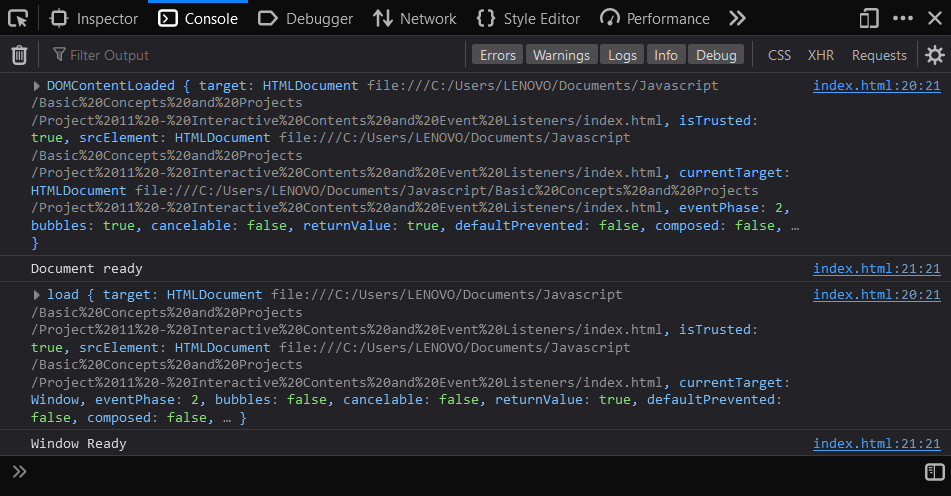 Inspector Console Debugger Network Style Editor Performance
Filter Output Errors Warnings Logs Info Debug CSS XHR Requests
DOMContentLoaded { target: HTMLDocument file:///C:/Users/LENOVO/Documents/Javascript index.html:20:21
/Basic%20Concepts%20and%20Projects
/Project%2011%20-%20Interactive%20Contents%20and%20Event%20Listeners/index.html, isTrusted:
true, srcElement: HTMLDocument file:///C:/Users/LENOVO/Documents/Javascript
/Basic%20Concepts%20and%20Projects
/Project%2011%20-%20Interactive%20Contents%20and%20Event%20Listeners/index.html, currentTarget:
HTMLDocument file:///C:/Users/LENOVO/Documents/Javascript/Basic%20Concepts%20and%20Projects
/Project%2011%20-%20Interactive%20Contents%20and%20Event%20Listeners/index.html, eventPhase: 2,
bubbles: true, cancelable: false, returnValue: true, defaultPrevented: false, composed: false, …
}
Document ready index.html:21:21
load { target: HTMLDocument file:///C:/Users/LENOVO/Documents/Javascript index.html:20:21
/Basic%20Concepts%20and%20Projects
/Project%2011%20-%20Interactive%20Contents%20and%20Event%20Listeners/index.html, isTrusted:
true, srcElement: HTMLDocument file:///C:/Users/LENOVO/Documents/Javascript
/Basic%20Concepts%20and%20Projects
/Project%2011%20-%20Interactive%20Contents%20and%20Event%20Listeners/index.html, currentTarget:
Window, eventPhase: 2, bubbles: false, cancelable: false, returnValue: true, defaultPrevented:
false, composed: false, … }
Window Ready index.html:21:21